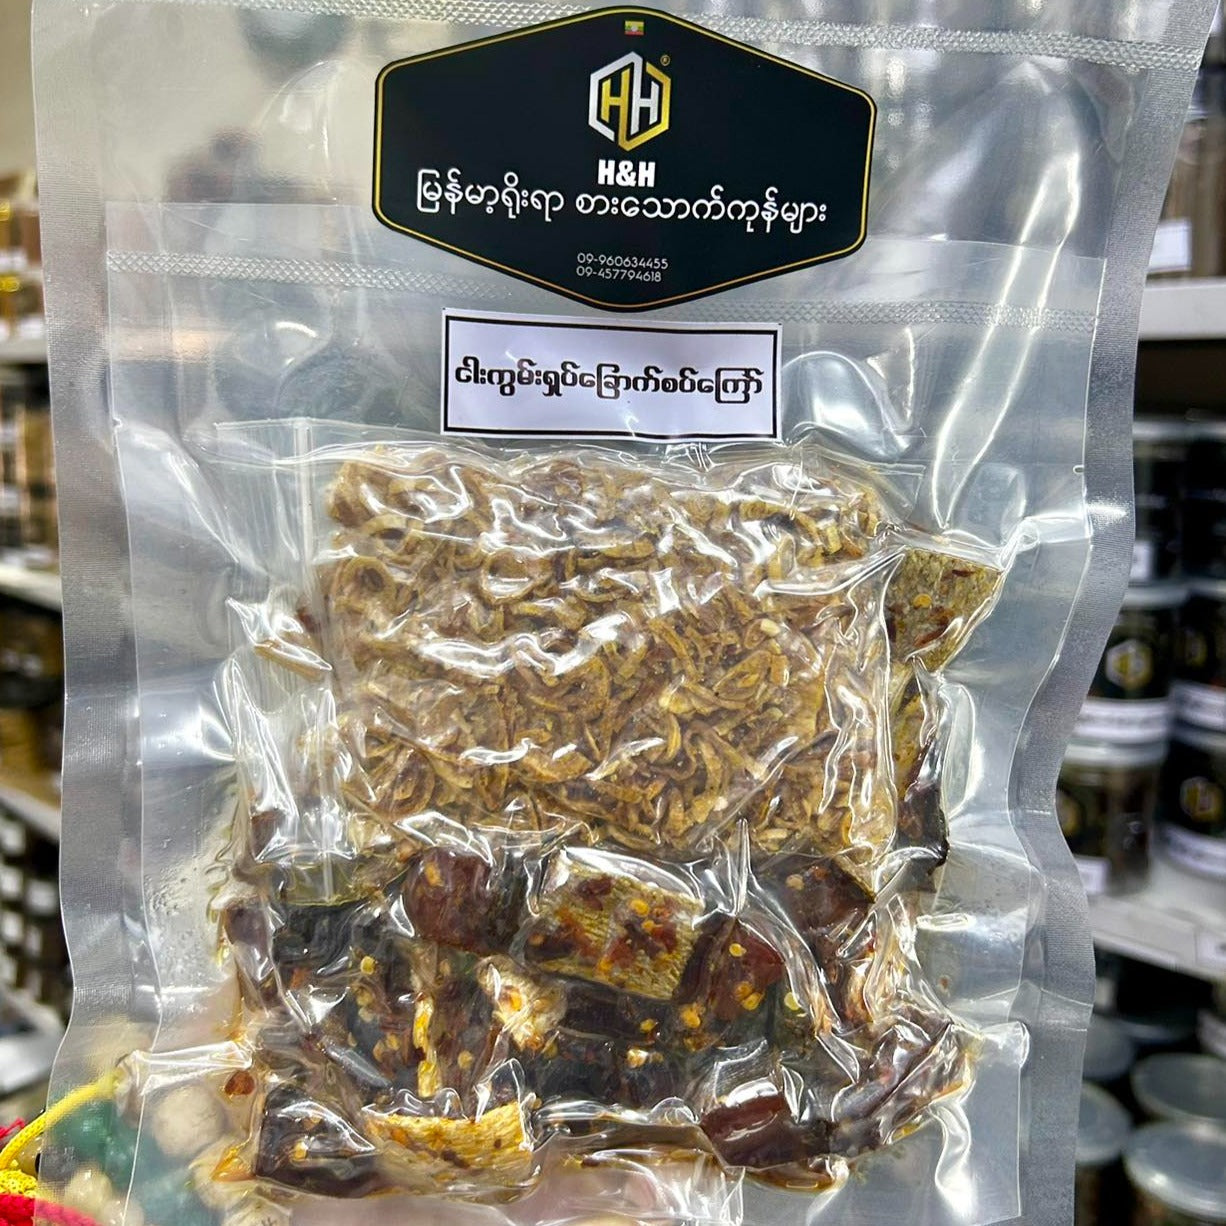 HH®
H&H
မြန်မာ့ရိုးရာ စားသောက်ကုန်များ
09-960634455
09-457794618
ငါးကွမ်းရှပ်ခြောက်စပ်ကြော်